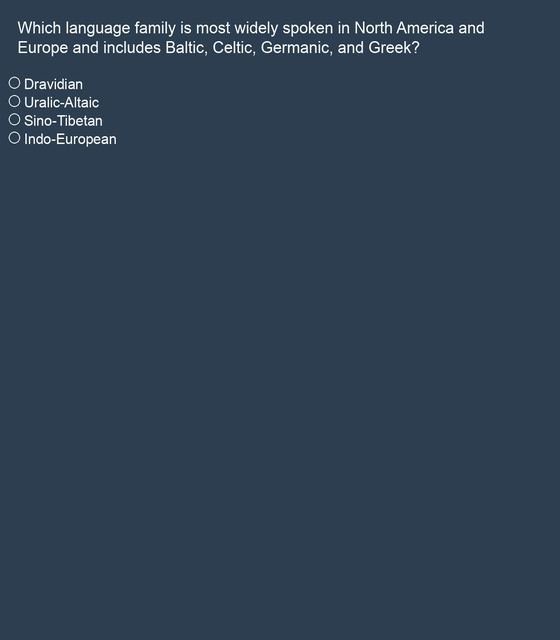 Which language family is most widely spoken in North America and
Europe and includes Baltic, Celtic, Germanic, and Greek?
Dravidian
Uralic-Altaic
Sino-Tibetan
Indo-European